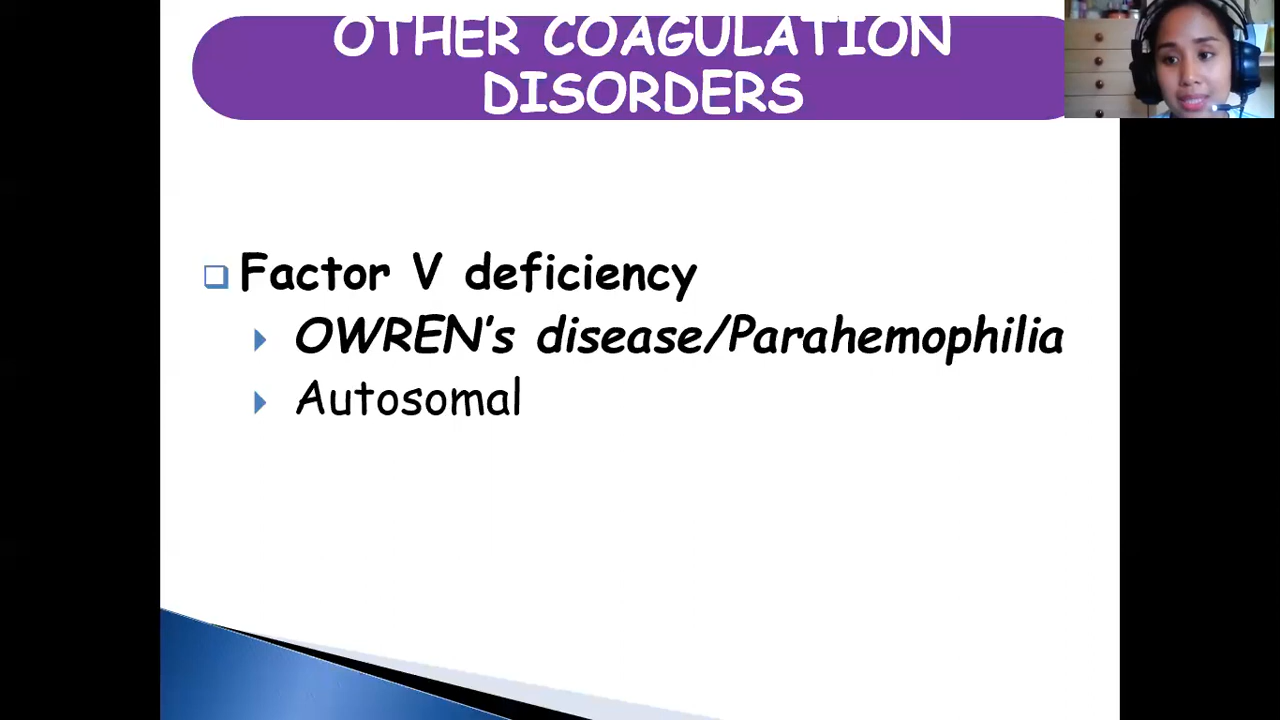 OTHER COAGULATION
DISORDERS
Factor V deficiency
OWREN's disease/Parahemophilia
Autosomal